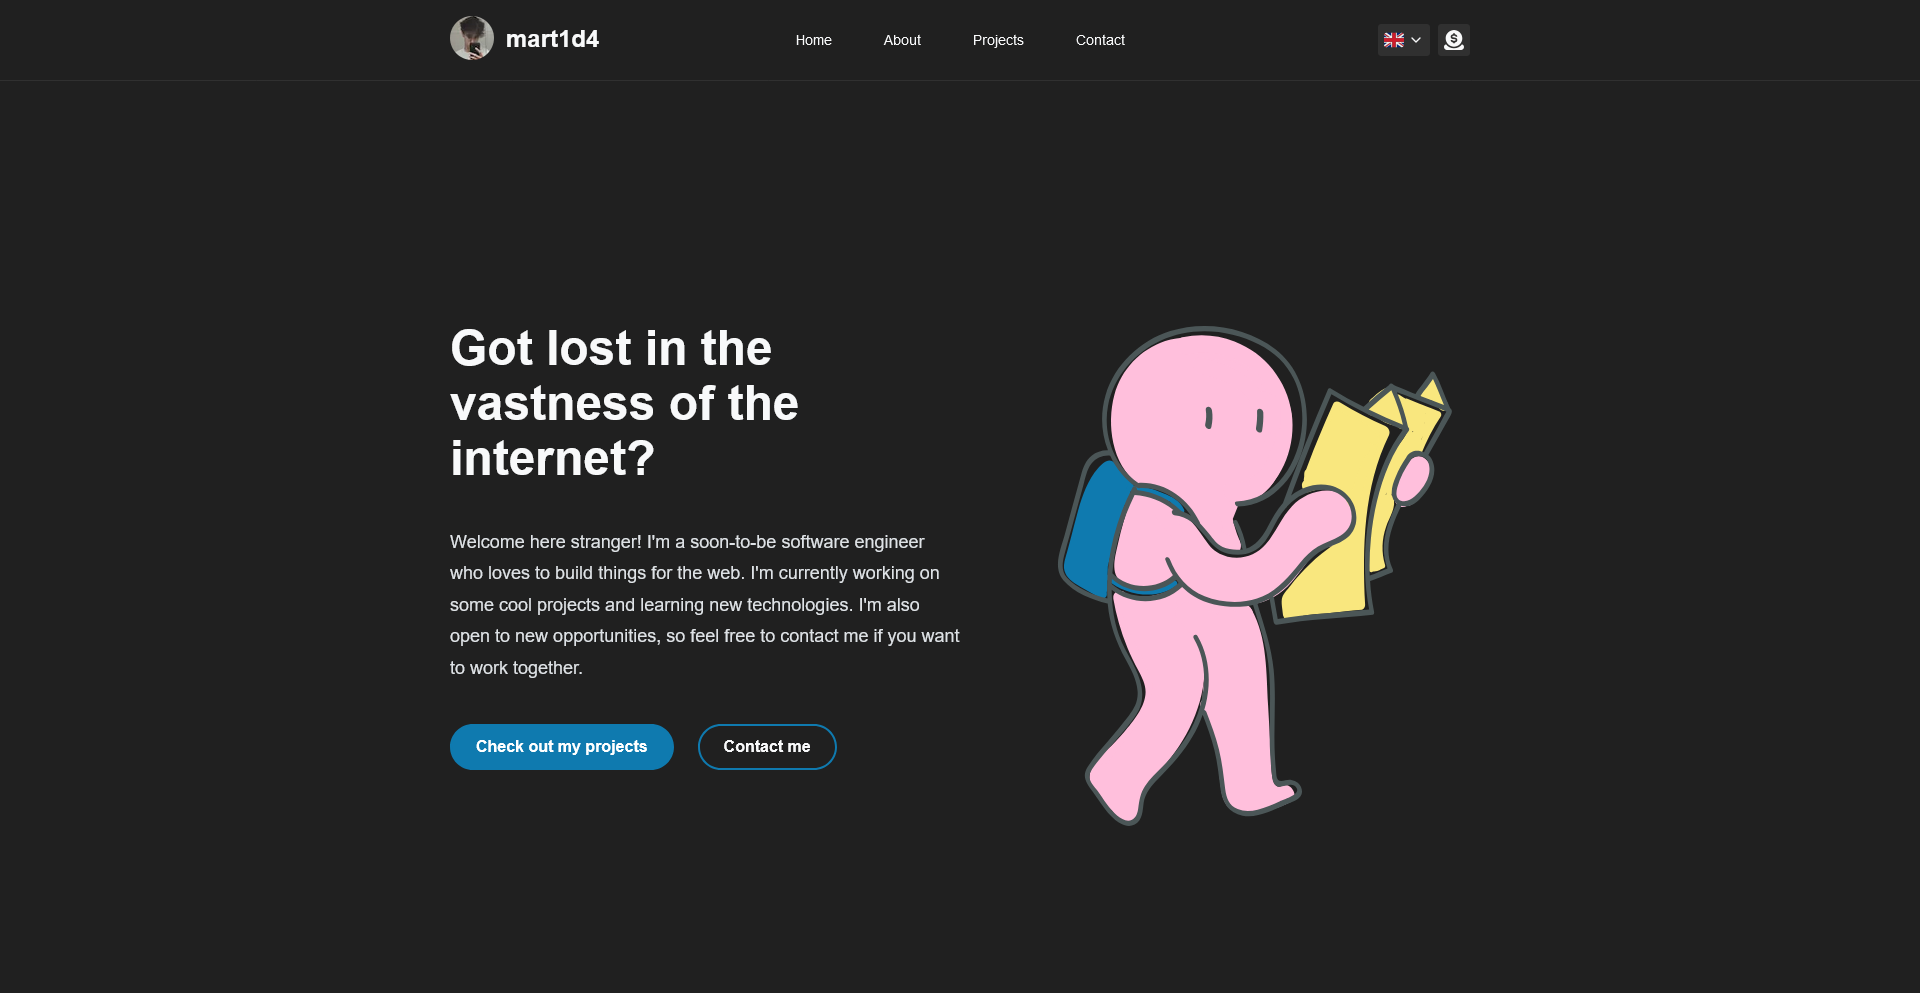 mart1d4
Home
About
Projects
Contact
Got lost in the
vastness of the
internet?
Welcome here stranger! I'm a soon-to-be software engineer
who loves to build things for the web. I'm currently working on
some cool projects and learning new technologies. I'm also
open to new opportunities, so feel free to contact me if you want
to work together.
Check out my projects
Contact me